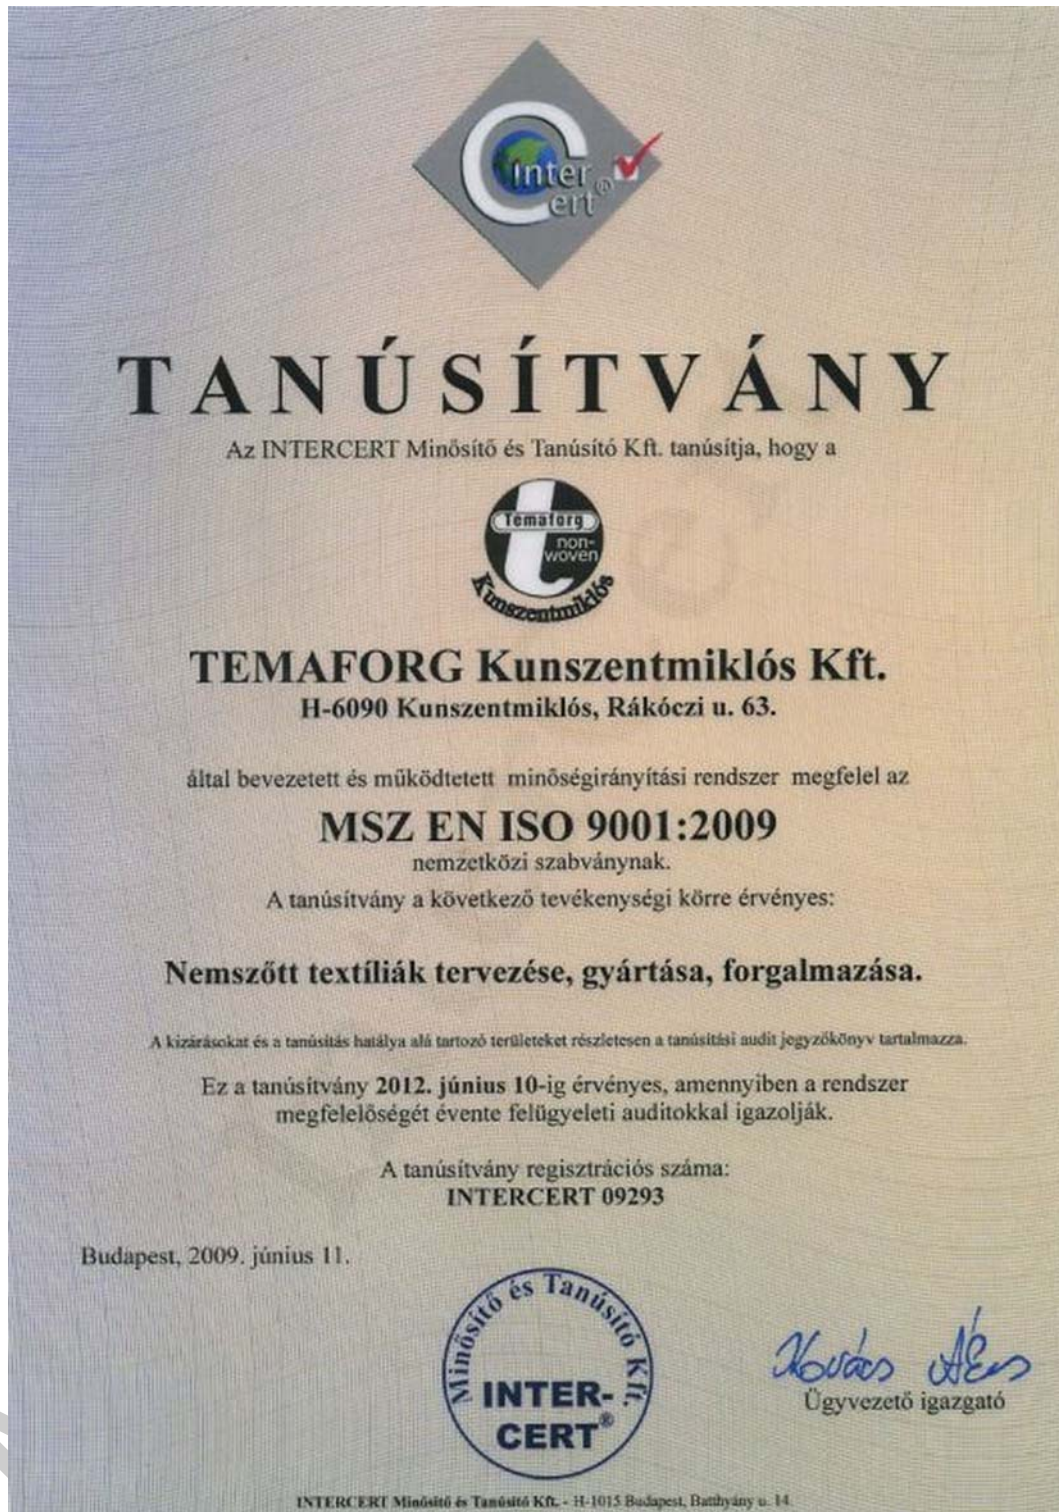 Inter
Cert®
TANÚSÍTVÁNY
Az INTERCERT Minősítő és Tanúsító Kft. tanúsítja, hogy a
Temaforg
non-
woven
Kunszentmiklós
TEMAFORG Kunszentmiklós Kft.
H-6090 Kunszentmiklós, Rákóczi u. 63.
által bevezetett és működtetett minőségirányítási rendszer megfelel az
MSZ EN ISO 9001:2009
nemzetközi szabványnak.
A tanúsítvány a következő tevékenységi körre érvényes:
Nemszőtt textíliák tervezése, gyártása, forgalmazása.
A kizárásokat és a tanúsítás hatálya alá tartozó területeket részletesen a tanúsítási audit jegyzőkönyv tartalmazza.
Ez a tanúsítvány 2012. június 10-ig érvényes, amennyiben a rendszer
megfelelőségét évente felügyeleti auditokkal igazolják.
A tanúsítvány regisztrációs száma:
INTERCERT 09293
Budapest, 2009. június 11.
Minősítő és Tanúsító Kft.
INTER-
CERT®
Kovács
Ügyvezető igazgató
INTERCERT Minősítő és Tanúsító Kft. - H-1015 Budapest, Batthyány u. 14.